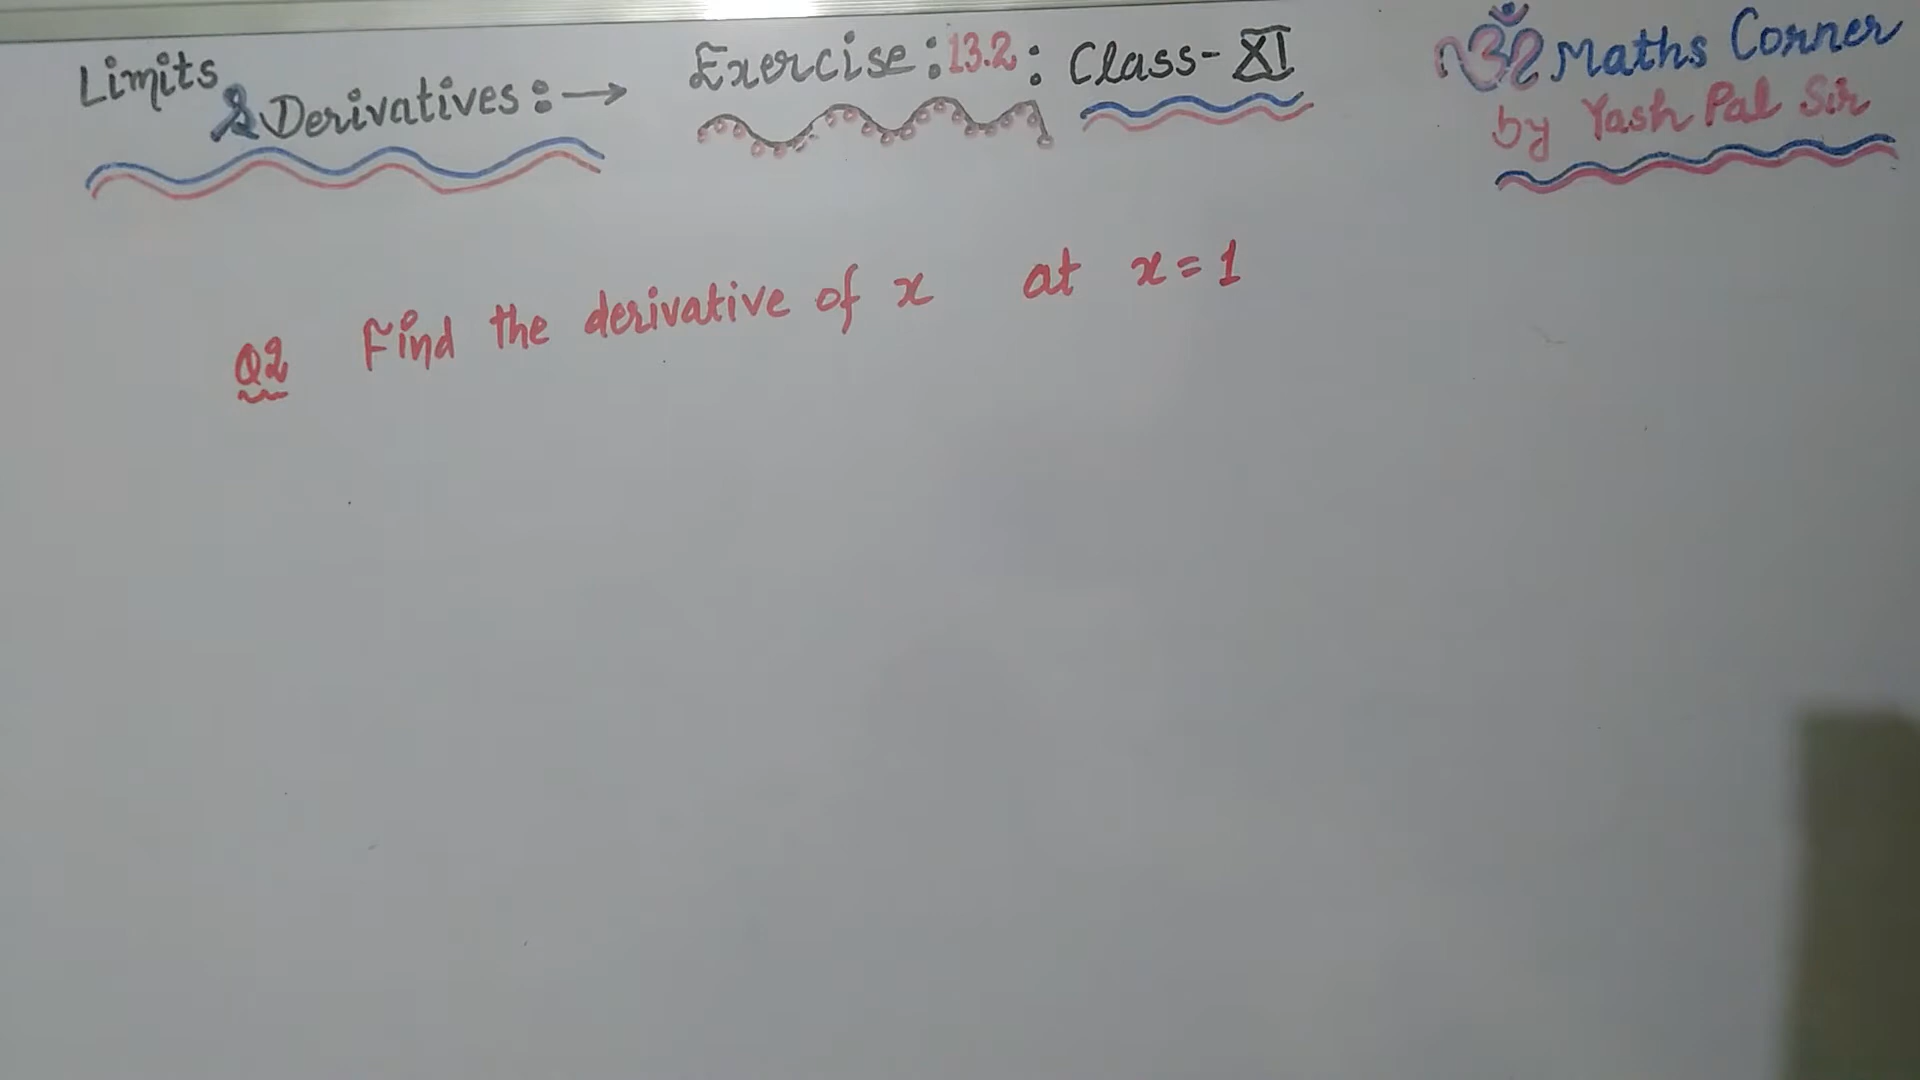 Limits
& Derivatives :→
Exercise : 13.2 : Class- XI
ॐ Maths Corner
by Yash Pal Sir
Q2 Find the derivative of x at x = 1